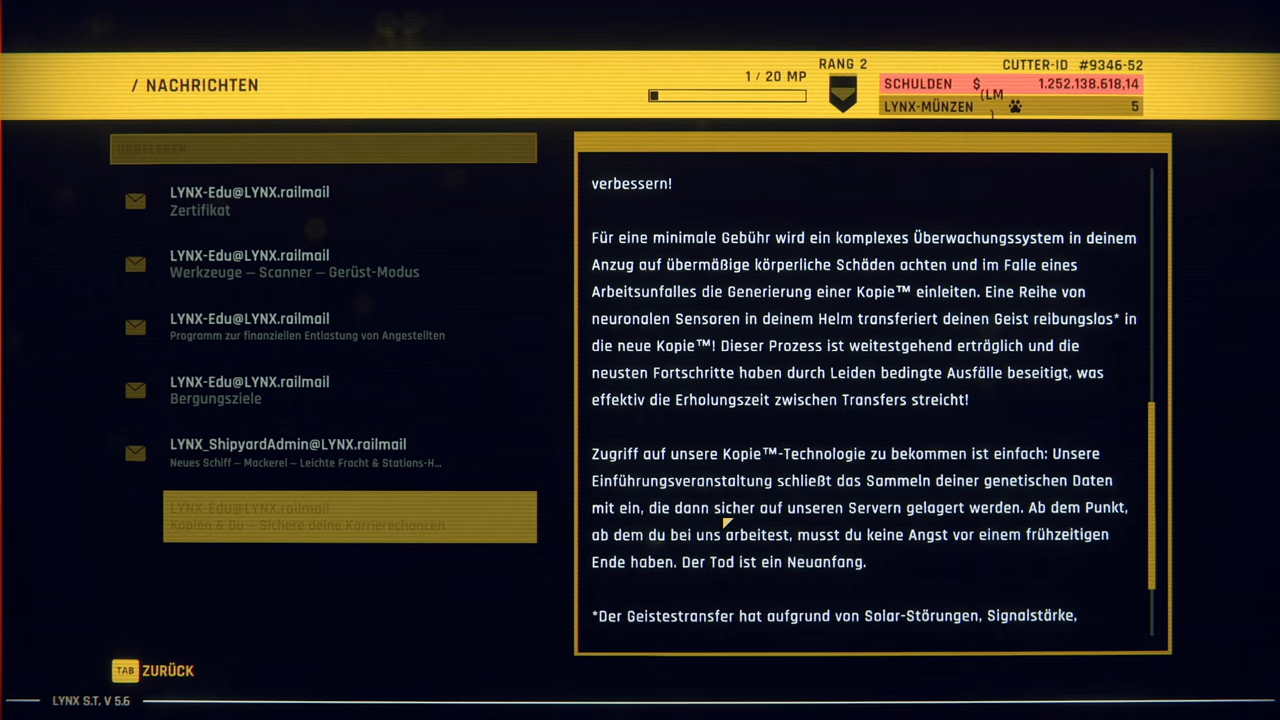 / NACHRICHTEN
1 / 20 MP
RANG 2
CUTTER-ID #9346-52
SCHULDEN $ 1.252.138.618,14
(LM
)
LYNX-MÜNZEN 5
UNGELESEN
LYNX-Edu@LYNX.railmail
Zertifikat
LYNX-Edu@LYNX.railmail
Werkzeuge – Scanner – Gerüst-Modus
LYNX-Edu@LYNX.railmail
Programm zur finanziellen Entlastung von Angestellten
LYNX-Edu@LYNX.railmail
Bergungsziele
LYNX_ShipyardAdmin@LYNX.railmail
Neues Schiff – Mackerel – Leichte Fracht & Stations-H...
LYNX-Edu@LYNX.railmail
Kopien & Du – Sichere deine Karrierechancen
verbessern!
Für eine minimale Gebühr wird ein komplexes Überwachungssystem in deinem
Anzug auf übermäßige körperliche Schäden achten und im Falle eines
Arbeitsunfalles die Generierung einer Kopie™ einleiten. Eine Reihe von
neuronalen Sensoren in deinem Helm transferiert deinen Geist reibungslos* in
die neue Kopie™! Dieser Prozess ist weitestgehend erträglich und die
neusten Fortschritte haben durch Leiden bedingte Ausfälle beseitigt, was
effektiv die Erholungszeit zwischen Transfers streicht!
Zugriff auf unsere Kopie™-Technologie zu bekommen ist einfach: Unsere
Einführungsveranstaltung schließt das Sammeln deiner genetischen Daten
mit ein, die dann sicher auf unseren Servern gelagert werden. Ab dem Punkt,
ab dem du bei uns arbeitest, musst du keine Angst vor einem frühzeitigen
Ende haben. Der Tod ist ein Neuanfang.
*Der Geistestransfer hat aufgrund von Solar-Störungen, Signalstärke,
TAB ZURÜCK
LYNX S.T. V 5.6